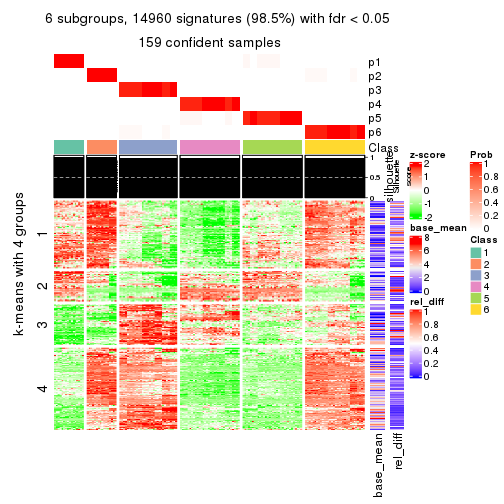 6 subgroups, 14960 signatures (98.5%) with fdr < 0.05
159 confident samples
p1
p2
p3
p4
p5
p6
Class
1
0.5
0
silhouette
Silhouette
score
k-means with 4 groups
1
2
3
4
base_mean
rel_diff
z-score
2
1
0
-1
-2
base_mean
8
6
4
2
0
rel_diff
1
0.8
0.6
0.4
0.2
0
Prob
1
0.8
0.6
0.4
0.2
0
Class
1
2
3
4
5
6